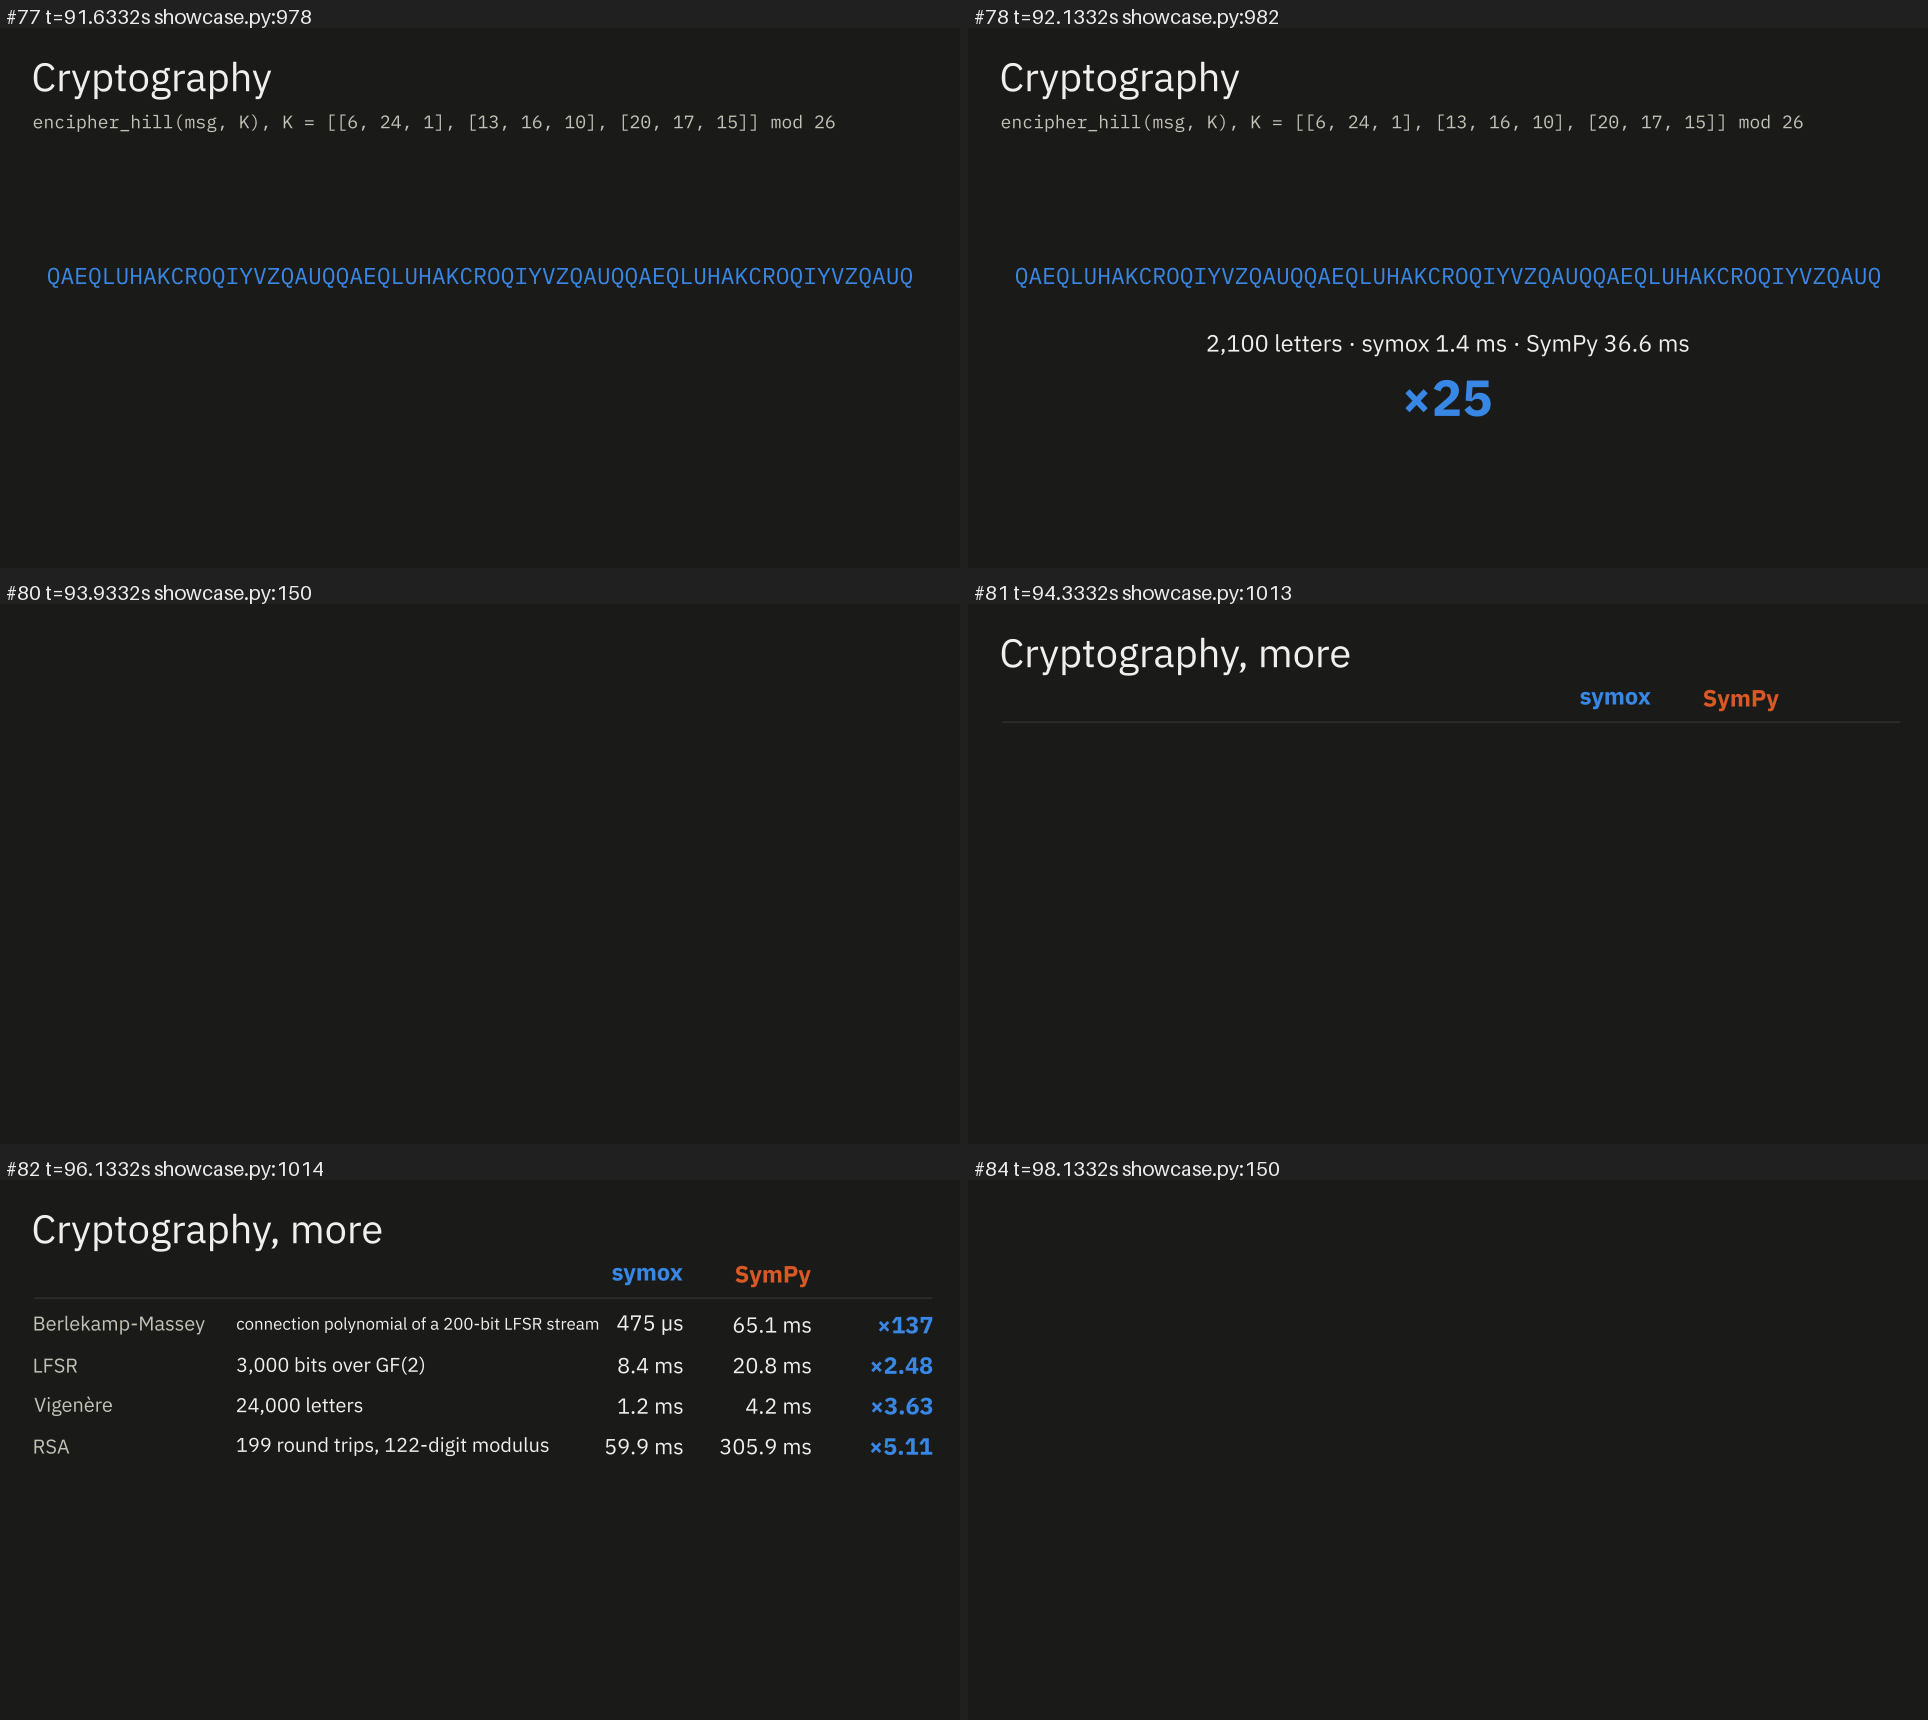 #77 t=91.6332s showcase.py:978
Cryptography
encipher_hill(msg, K), K = [[6, 24, 1], [13, 16, 10], [20, 17, 15]] mod 26
QAEQLUHAKCROQIYVZQAUQQAEQLUHAKCROQIYVZQAUQQAEQLUHAKCROQIYVZQAUQ
#78 t=92.1332s showcase.py:982
Cryptography
encipher_hill(msg, K), K = [[6, 24, 1], [13, 16, 10], [20, 17, 15]] mod 26
QAEQLUHAKCROQIYVZQAUQQAEQLUHAKCROQIYVZQAUQQAEQLUHAKCROQIYVZQAUQ
2,100 letters · symox 1.4 ms · SymPy 36.6 ms
×25
#80 t=93.9332s showcase.py:150
#81 t=94.3332s showcase.py:1013
Cryptography, more
symox SymPy
#82 t=96.1332s showcase.py:1014
Cryptography, more
symox SymPy
Berlekamp-Massey connection polynomial of a 200-bit LFSR stream 475 µs 65.1 ms ×137
LFSR 3,000 bits over GF(2) 8.4 ms 20.8 ms ×2.48
Vigenère 24,000 letters 1.2 ms 4.2 ms ×3.63
RSA 199 round trips, 122-digit modulus 59.9 ms 305.9 ms ×5.11
#84 t=98.1332s showcase.py:150